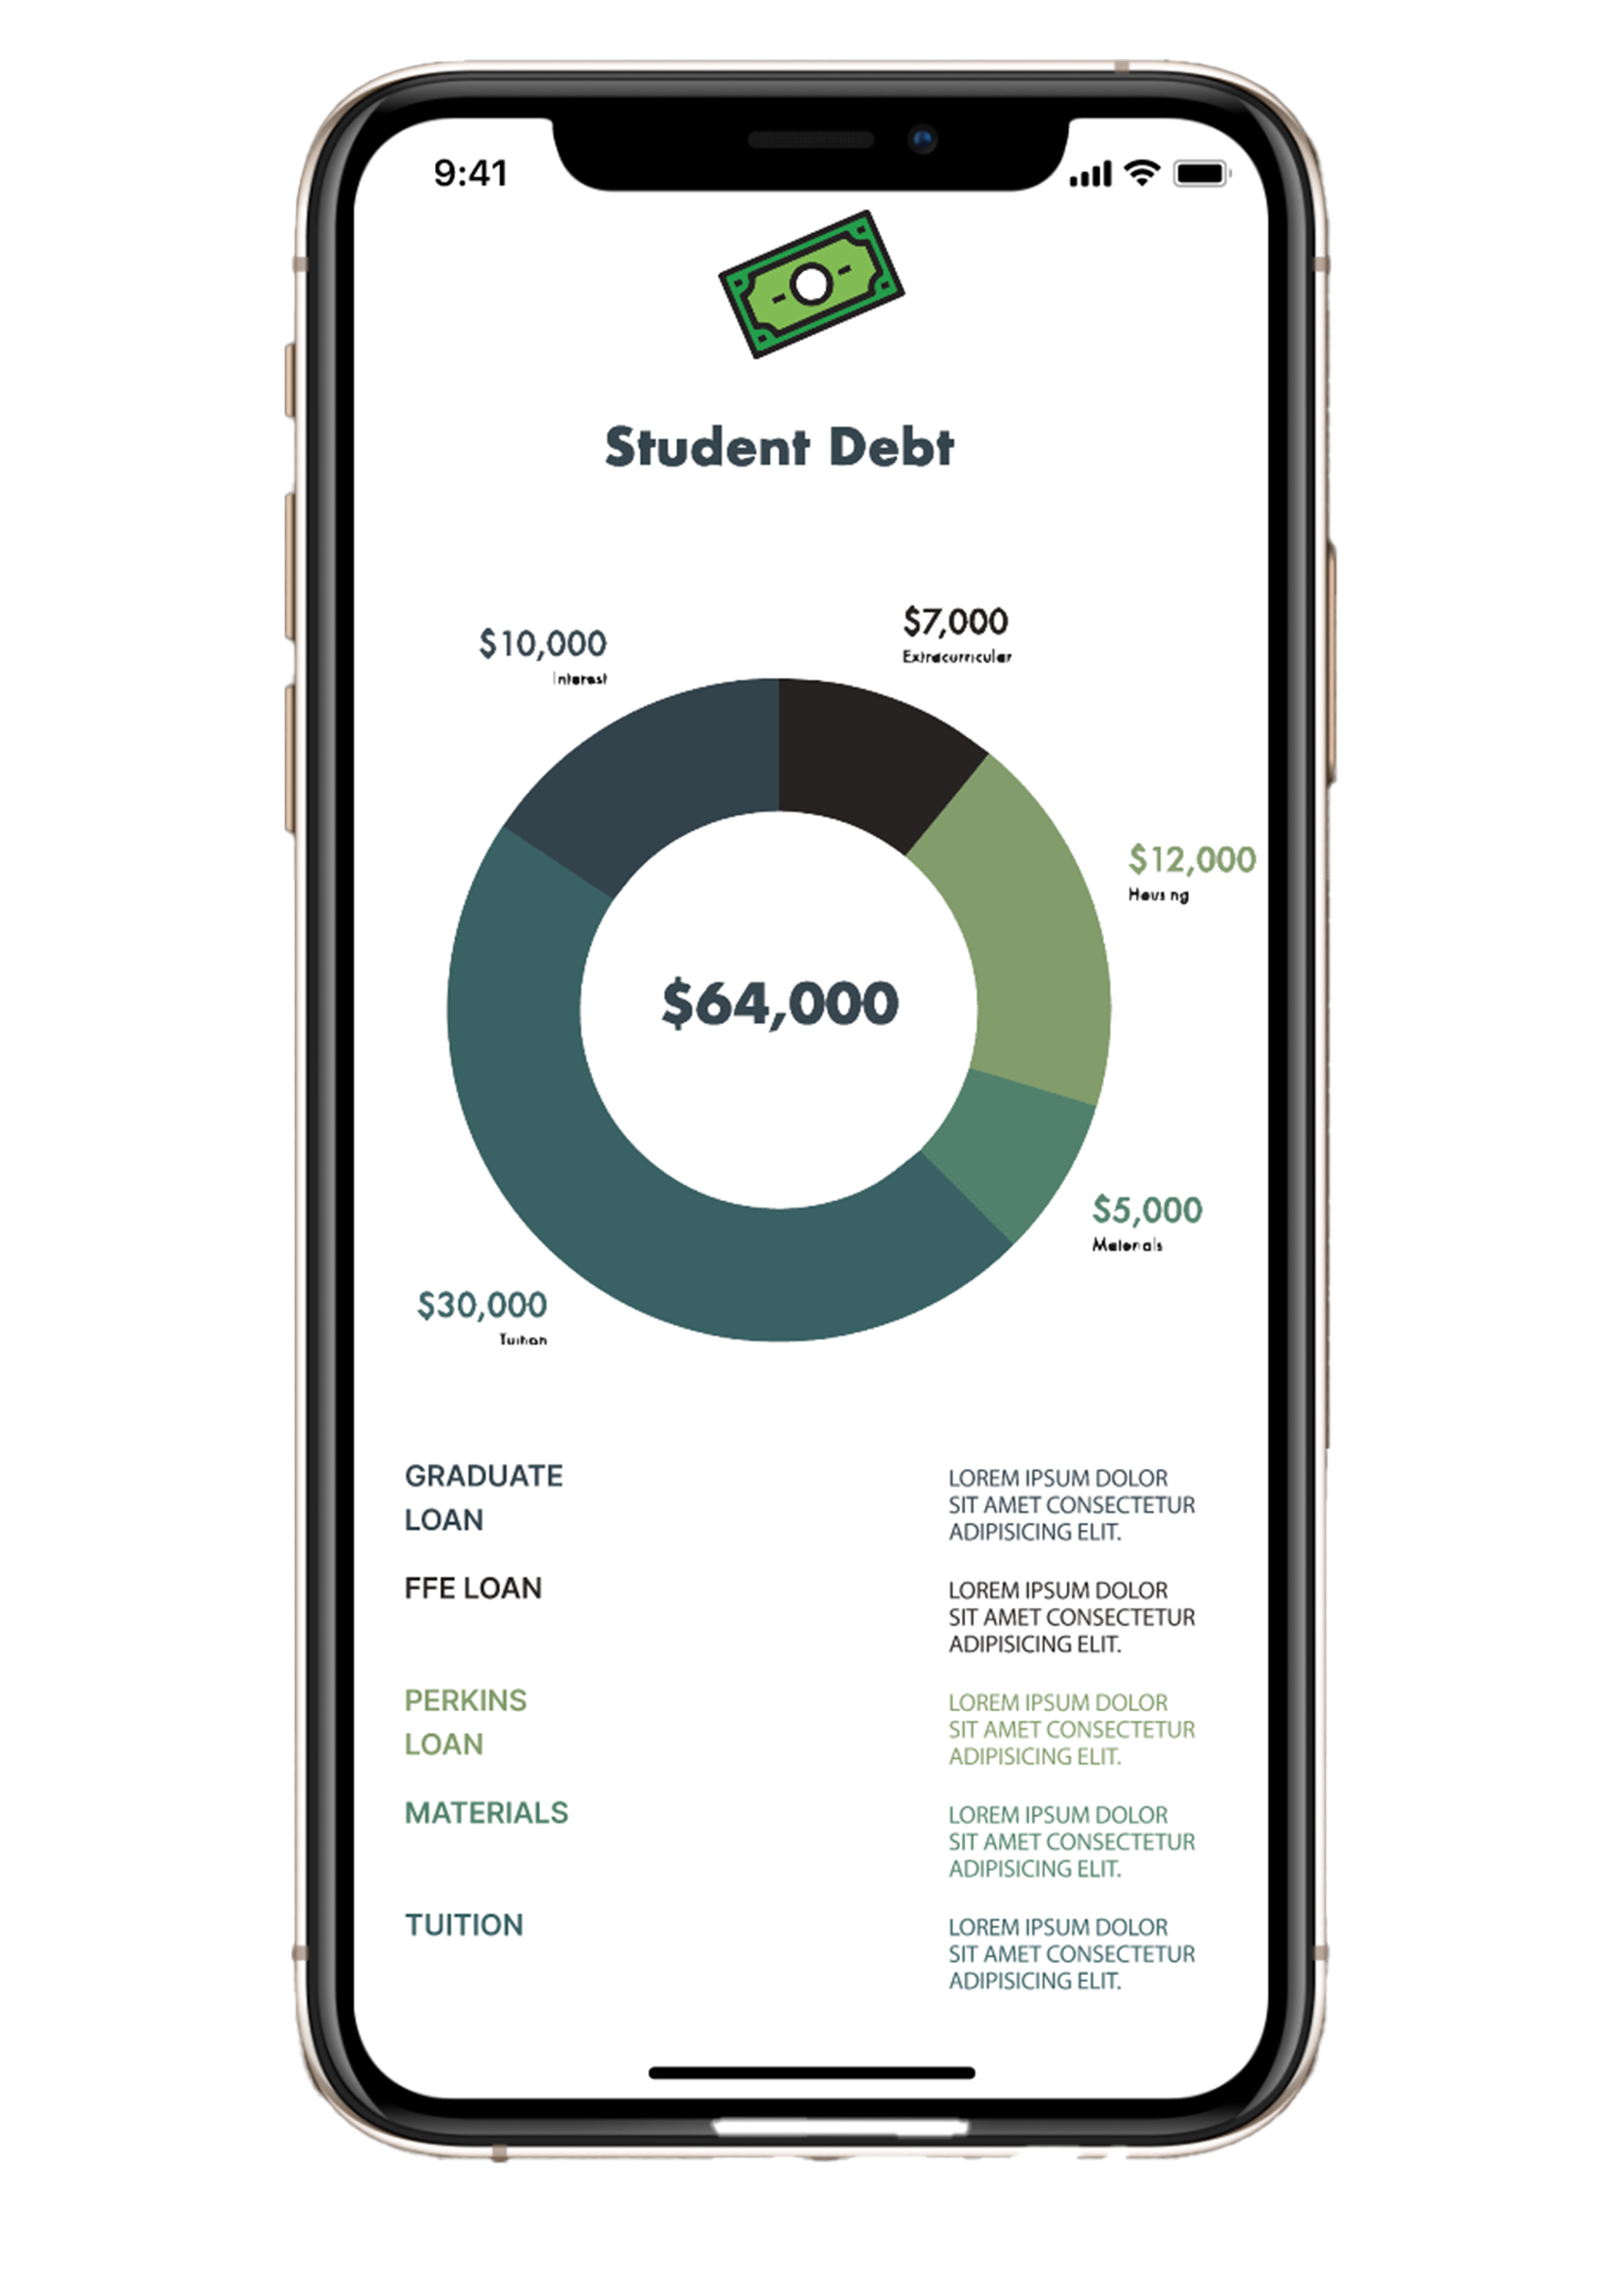 9:41
Student Debt
$10,000
Interest
$7,000
Extracurricular
$12,000
Housing
$64,000
$5,000
Materials
$30,000
Tuition
GRADUATE
LOAN
LOREM IPSUM DOLOR
SIT AMET CONSECTETUR
ADIPISICING ELIT.
FFE LOAN
LOREM IPSUM DOLOR
SIT AMET CONSECTETUR
ADIPISICING ELIT.
PERKINS
LOAN
LOREM IPSUM DOLOR
SIT AMET CONSECTETUR
ADIPISICING ELIT.
MATERIALS
LOREM IPSUM DOLOR
SIT AMET CONSECTETUR
ADIPISICING ELIT.
TUITION
LOREM IPSUM DOLOR
SIT AMET CONSECTETUR
ADIPISICING ELIT.